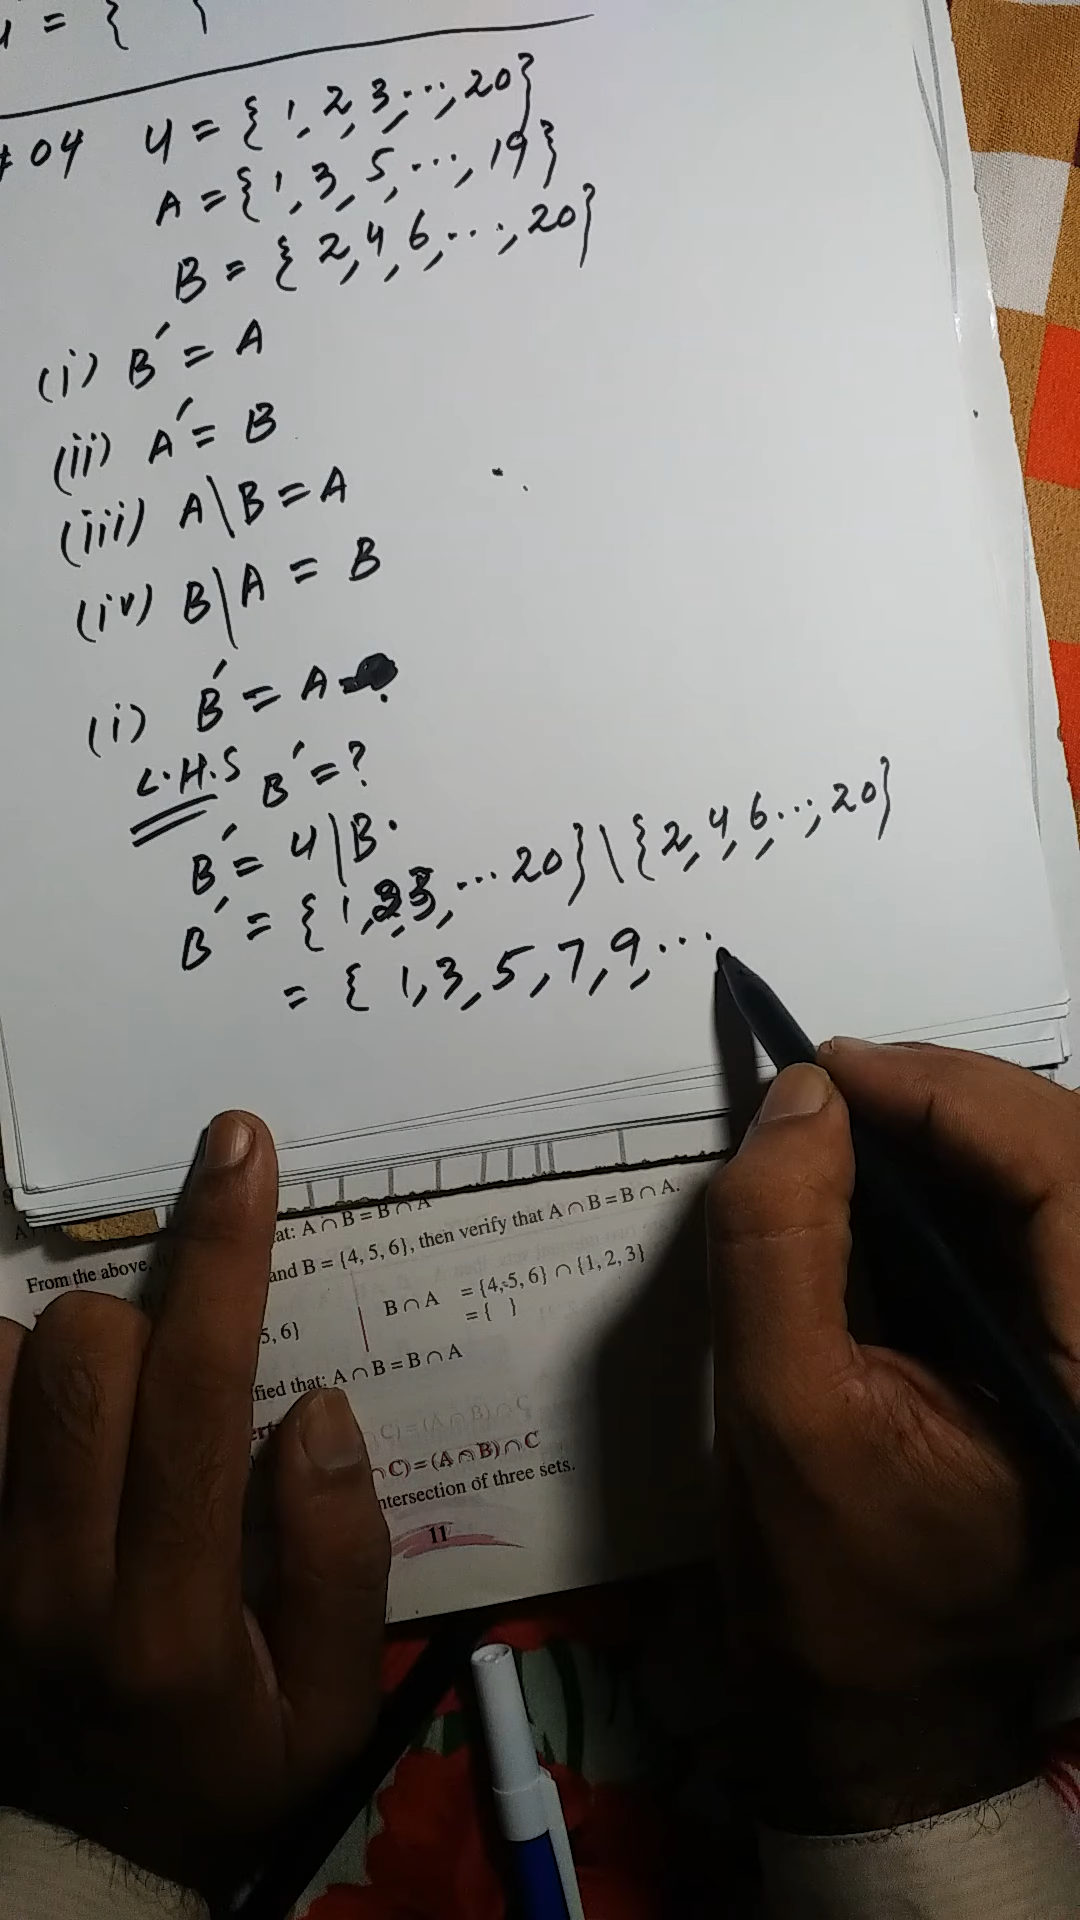 u = { }
# 04 U = { 1, 2, 3, ..., 20}
A = { 1, 3, 5, ..., 19}
B = { 2, 4, 6, ..., 20}
(i) B′ = A
(ii) A′ = B
(iii) A \ B = A
(iv) B \ A = B
(i) B′ = A
L.H.S B′ = ?
B′ = U \ B.
B′ = { 1, 2, 3, ... 20} \ {2, 4, 6, ..., 20}
= { 1, 3, 5, 7, 9, ...
at: A ∩ B = B ∩ A
From the above, and B = {4, 5, 6}, then verify that A ∩ B = B ∩ A.
B ∩ A = {4, 5, 6} ∩ {1, 2, 3}
5, 6} = { }
fied that: A ∩ B = B ∩ A
∩ C) = (A ∩ B) ∩ C
ntersection of three sets.
11